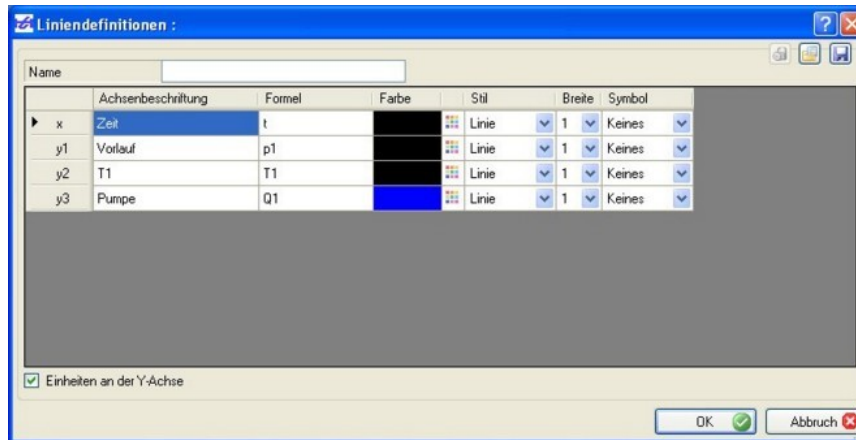 Liniendefinitionen :
Name
Achsenbeschriftung Formel Farbe Stil Breite Symbol
x Zeit t Linie 1 Keines
y1 Vorlauf p1 Linie 1 Keines
y2 T1 T1 Linie 1 Keines
y3 Pumpe Q1 Linie 1 Keines
Einheiten an der Y-Achse
OK Abbruch